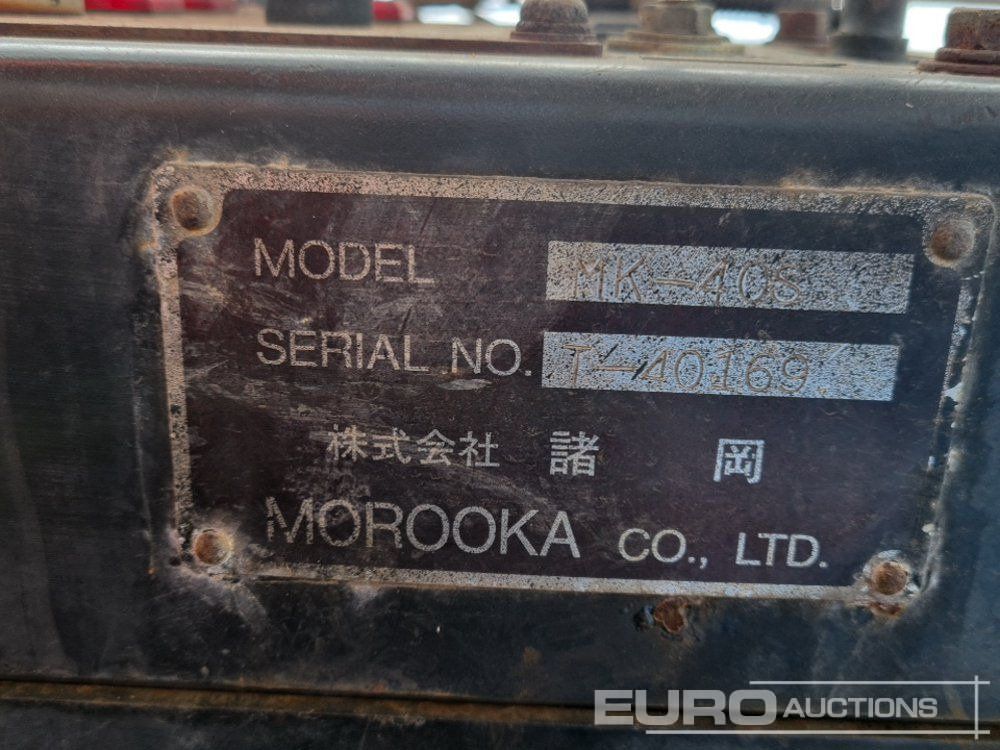 MODEL MK-40S
SERIAL NO. T-40169
株式会社 諸岡
MOROOKA CO., LTD.
EURO AUCTIONS